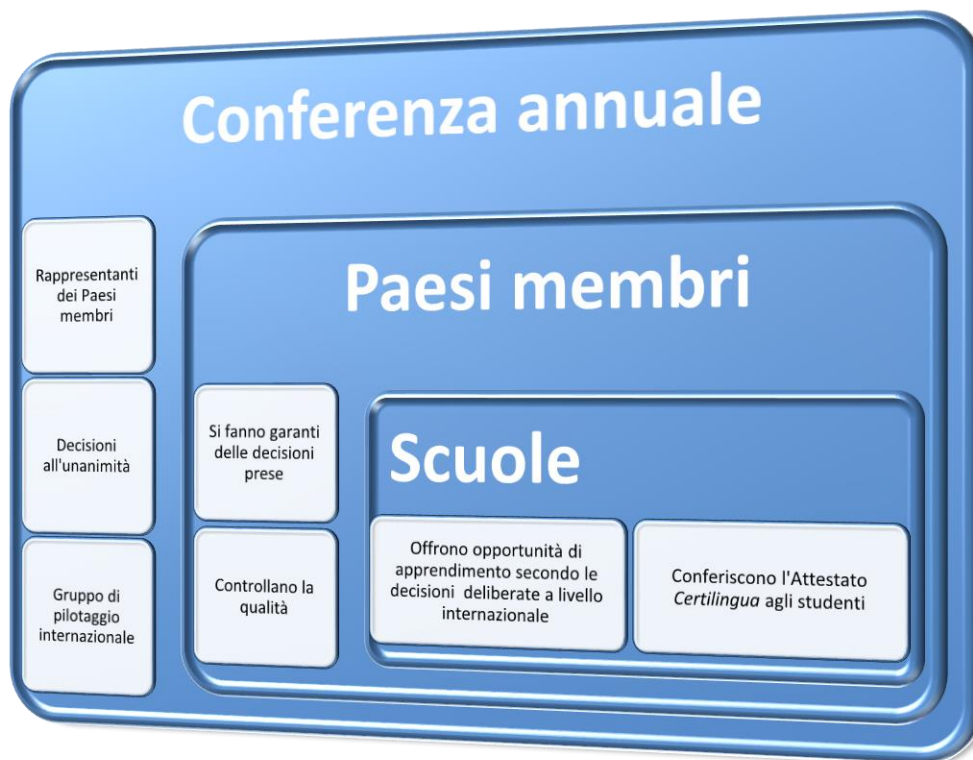 Conferenza annuale
Rappresentanti
dei Paesi
membri
Decisioni
all'unanimità
Gruppo di
pilotaggio
internazionale
Paesi membri
Si fanno garanti
delle decisioni
prese
Controllano la
qualità
Scuole
Offrono opportunità di
apprendimento secondo le
decisioni deliberate a livello
internazionale
Conferiscono l'Attestato
Certilingua agli studenti